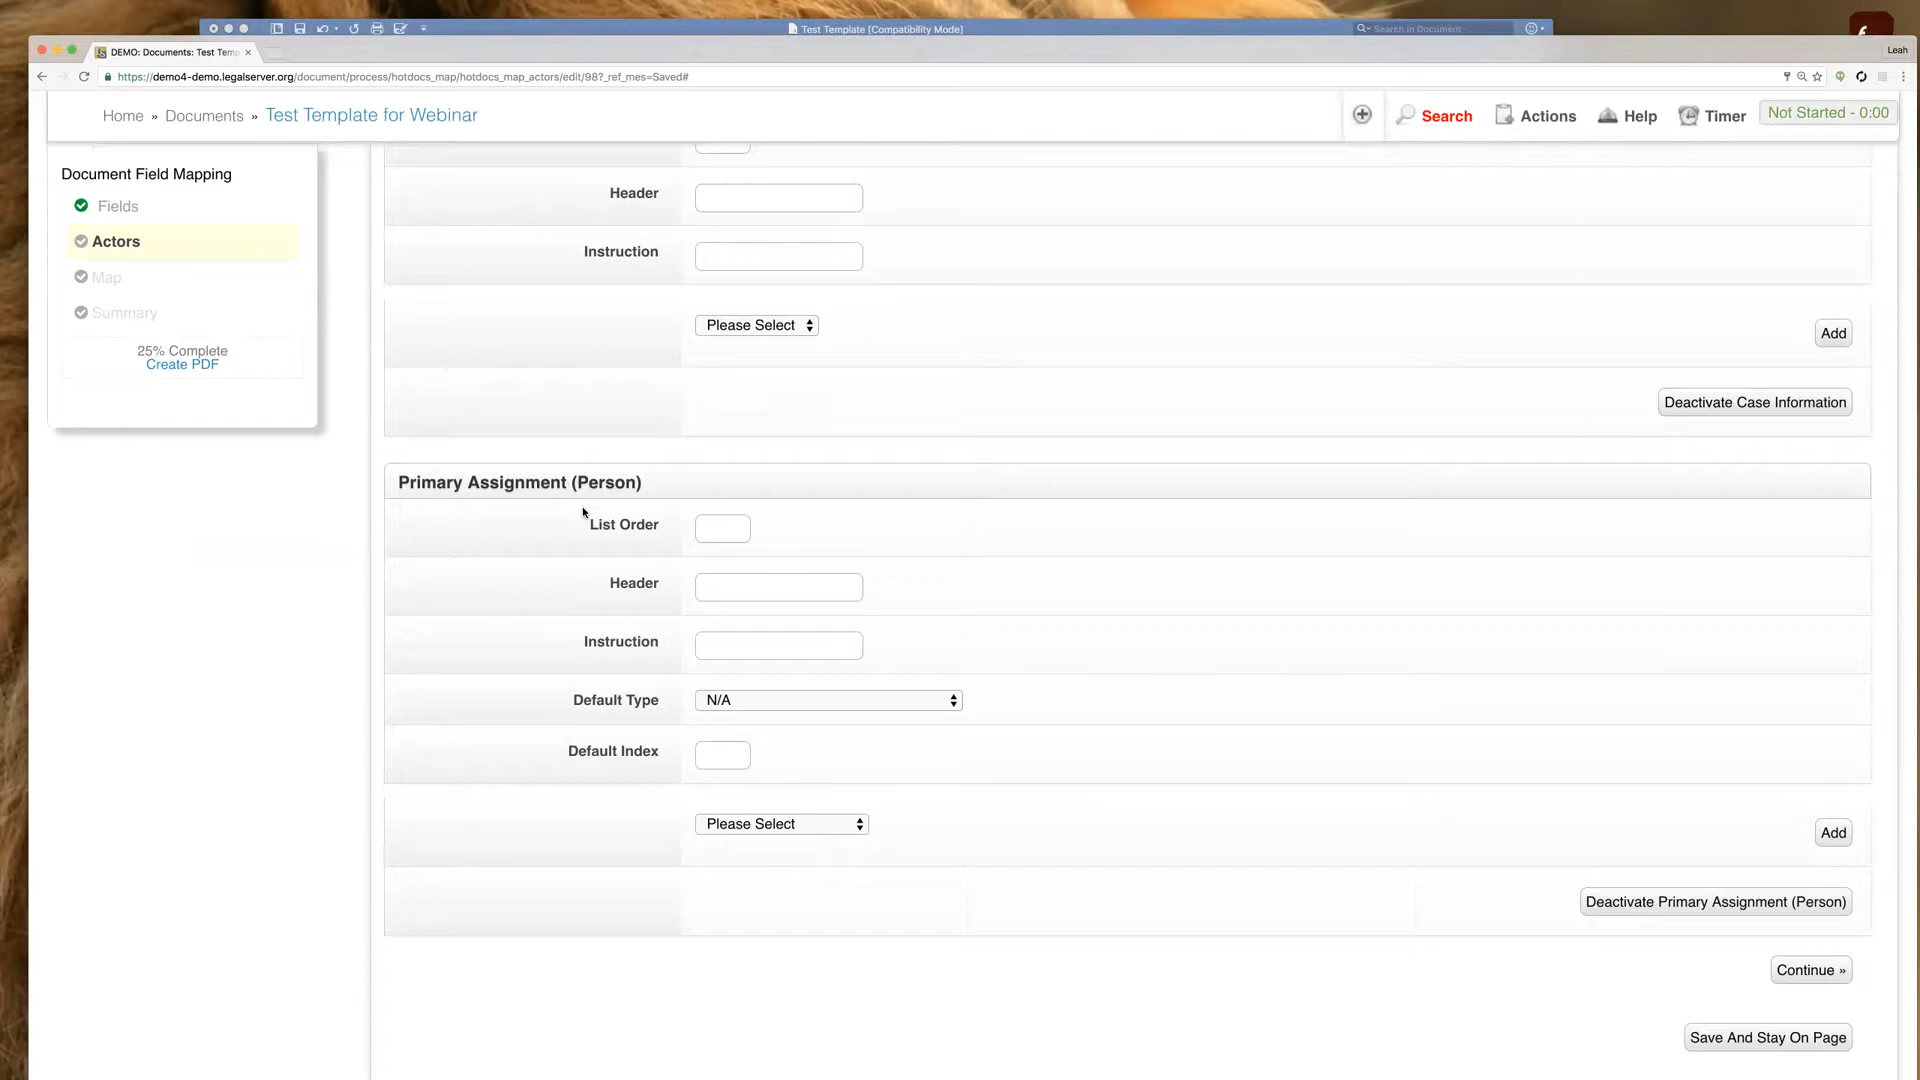 Test Template [Compatibility Mode]
Search in Document
DEMO: Documents: Test Temp
Leah
https://demo4-demo.legalserver.org/document/process/hotdocs_map/hotdocs_map_actors/edit/98?_ref_mes=Saved#
Home » Documents » Test Template for Webinar
Search
Actions
Help
Timer
Not Started - 0:00
Document Field Mapping
Fields
Actors
Map
Summary
25% Complete
Create PDF
Header
Instruction
Please Select
Add
Deactivate Case Information
Primary Assignment (Person)
List Order
Header
Instruction
Default Type
N/A
Default Index
Please Select
Add
Deactivate Primary Assignment (Person)
Continue »
Save And Stay On Page